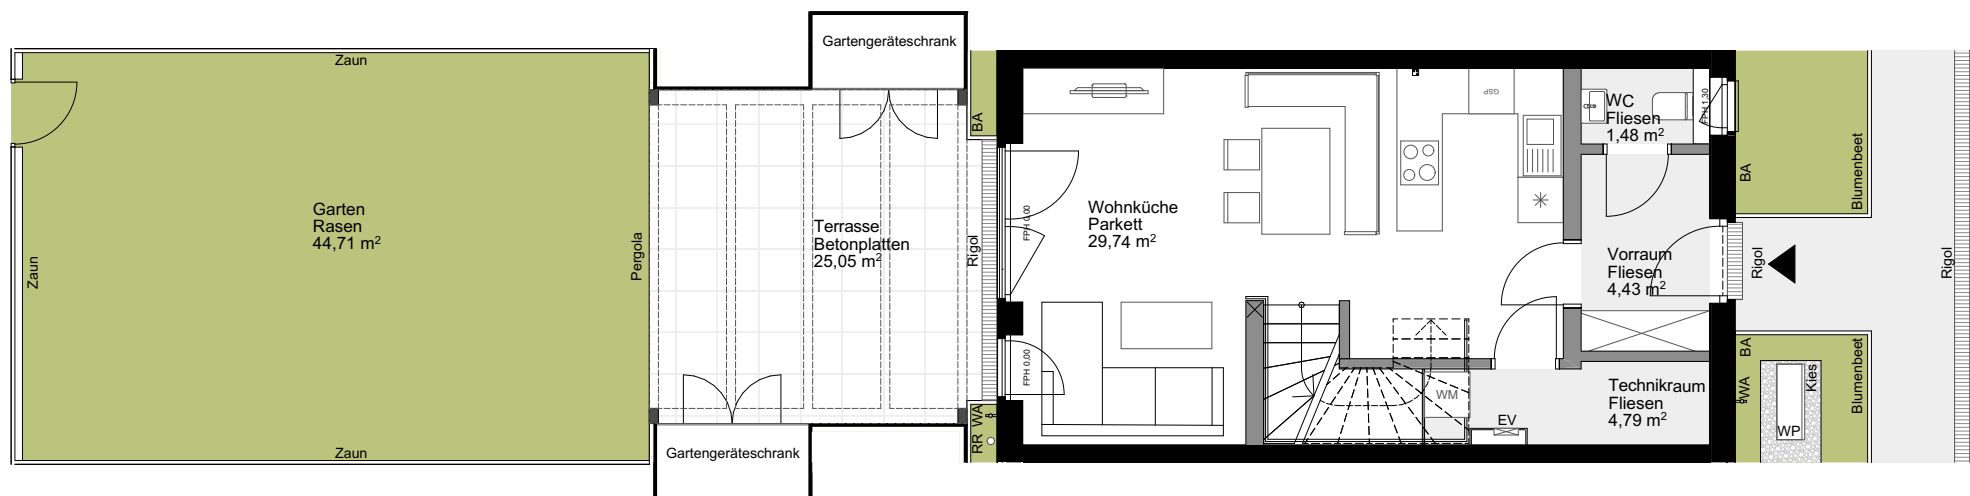 Gartengeräteschrank
Zaun
Zaun
Garten
Rasen
44,71 m²
Zaun
Pergola
Terrasse
Betonplatten
25,05 m²
Gartengeräteschrank
BA
Rigol
WA
RR
FPH 0,00
FPH 0,00
Wohnküche
Parkett
29,74 m²
GSP
WC
Fliesen
1,48 m²
FPH 1,30
Vorraum
Fliesen
4,43 m²
Technikraum
Fliesen
4,79 m²
WM
EV
BA
Blumenbeet
Rigol
Rigol
BA
WA
Kies
WP
Blumenbeet